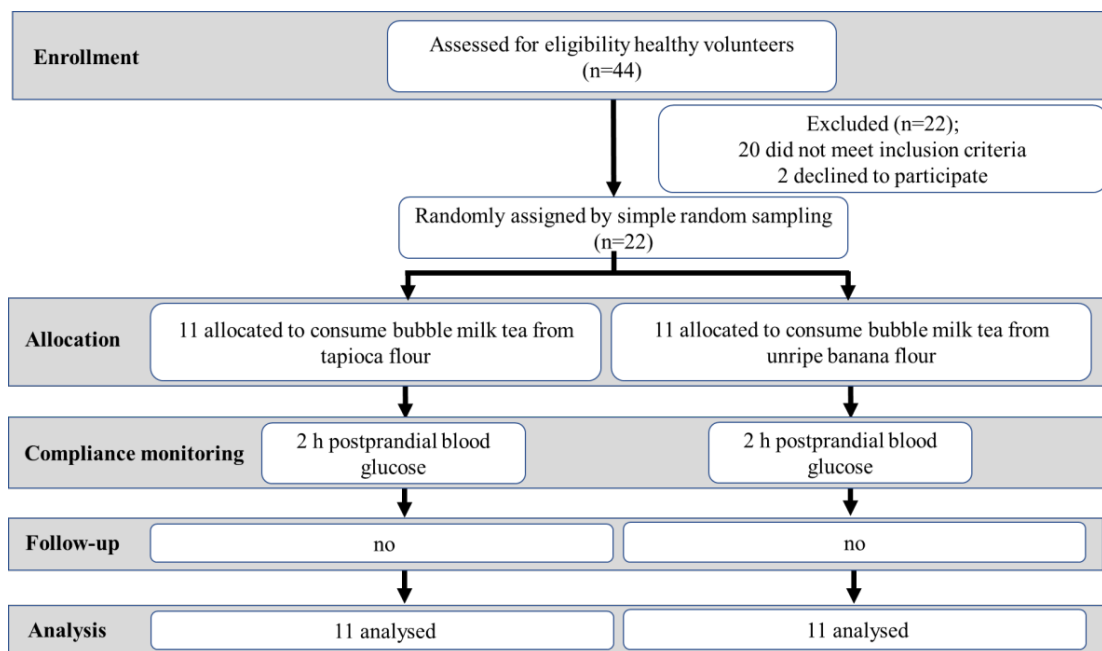 Enrollment
Assessed for eligibility healthy volunteers
(n=44)
Excluded (n=22);
20 did not meet inclusion criteria
2 declined to participate
Randomly assigned by simple random sampling
(n=22)
Allocation
11 allocated to consume bubble milk tea from
tapioca flour
11 allocated to consume bubble milk tea from
unripe banana flour
Compliance monitoring
2 h postprandial blood
glucose
2 h postprandial blood
glucose
Follow-up
no
no
Analysis
11 analysed
11 analysed